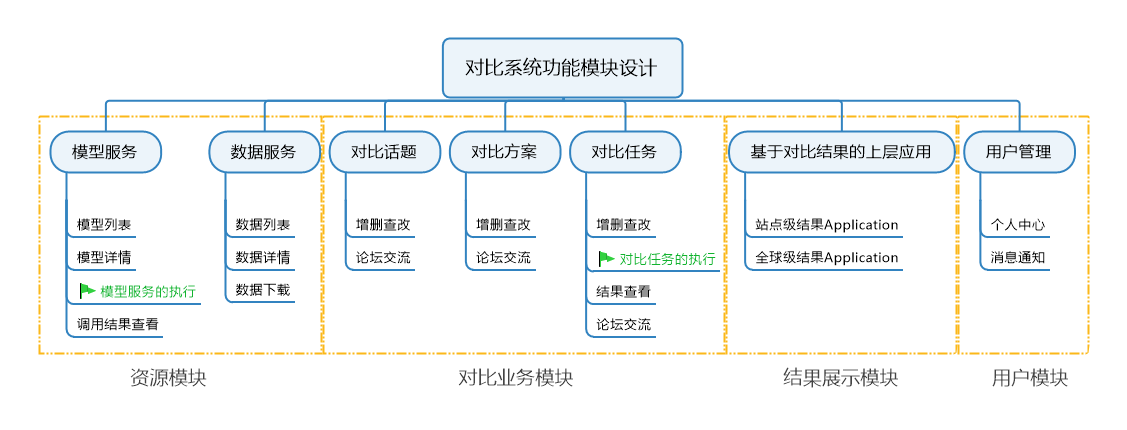 对比系统功能模块设计
模型服务
数据服务
对比话题
对比方案
对比任务
基于对比结果的上层应用
用户管理
模型列表
模型详情
模型服务的执行
调用结果查看
数据列表
数据详情
数据下载
增删查改
论坛交流
增删查改
论坛交流
增删查改
对比任务的执行
结果查看
论坛交流
站点级结果Application
全球级结果Application
个人中心
消息通知
资源模块
对比业务模块
结果展示模块
用户模块